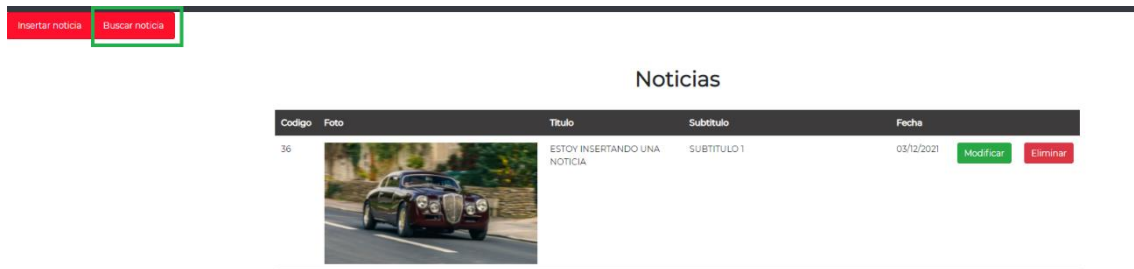 Insertar noticia Buscar noticia
Noticias
Codigo Foto Titulo Subtitulo Fecha
36 ESTOY INSERTANDO UNA SUBTITULO 1 03/12/2021 Modificar Eliminar
NOTICIA